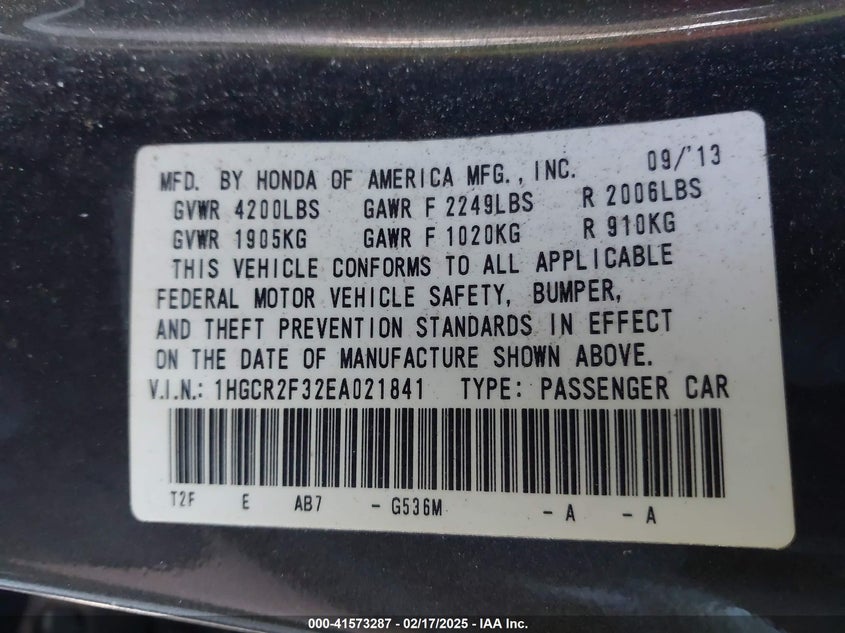 MFD. BY HONDA OF AMERICA MFG., INC. 09/'13
GVWR 4200LBS GAWR F 2249LBS R 2006LBS
GVWR 1905KG GAWR F 1020KG R 910KG
THIS VEHICLE CONFORMS TO ALL APPLICABLE
FEDERAL MOTOR VEHICLE SAFETY, BUMPER,
AND THEFT PREVENTION STANDARDS IN EFFECT
ON THE DATE OF MANUFACTURE SHOWN ABOVE.
V.I.N.: 1HGCR2F32EA021841 TYPE: PASSENGER CAR
T2F E AB7 - G536M - A - A
000-41573287 - 02/17/2025 - IAA Inc.